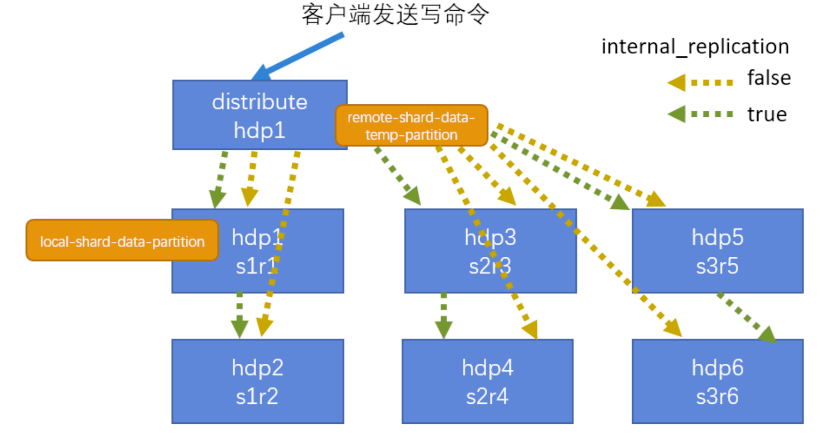 客户端发送写命令
internal_replication
false
true
distribute
hdp1
remote-shard-data-
temp-partition
local-shard-data-partition
hdp1
s1r1
hdp3
s2r3
hdp5
s3r5
hdp2
s1r2
hdp4
s2r4
hdp6
s3r6